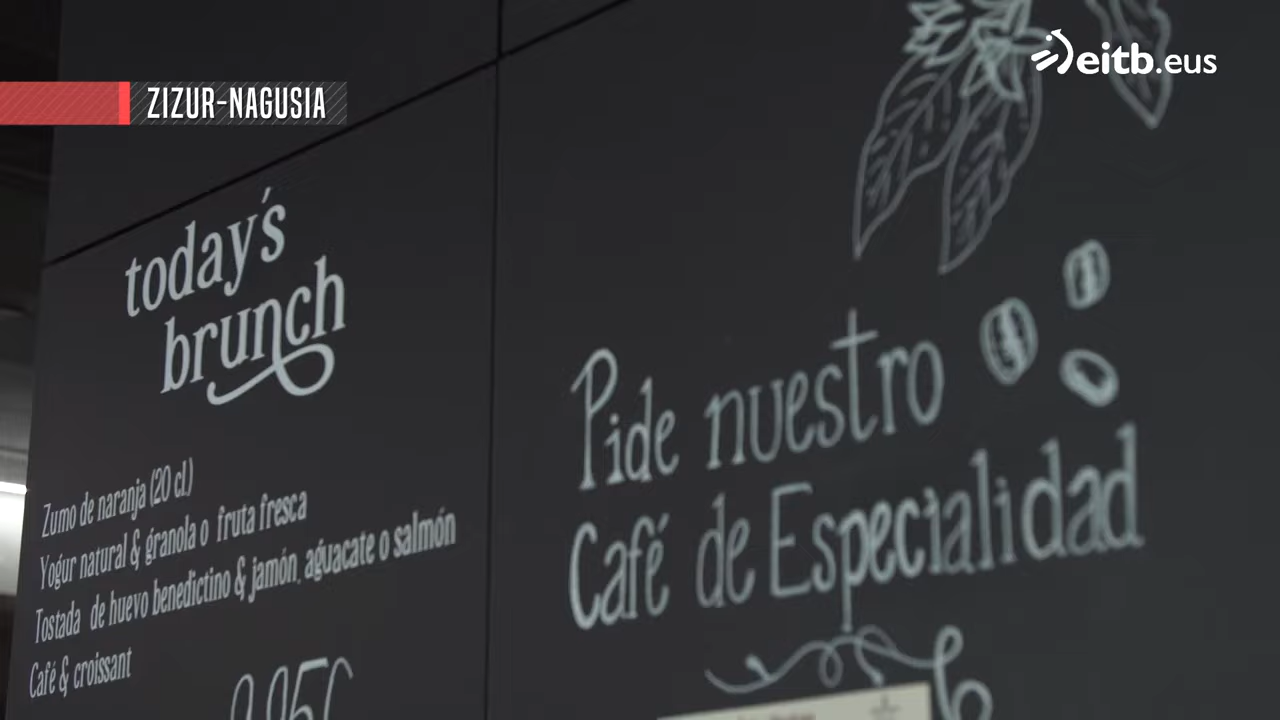 eitb.eus
ZIZUR-NAGUSIA
today's
brunch
Zumo de naranja (20 cl.)
Yogur natural & granola o fruta fresca
Tostada de huevo benedictino & jamón, aguacate o salmón
Café & croissant
Pide nuestro
Café de Especialidad